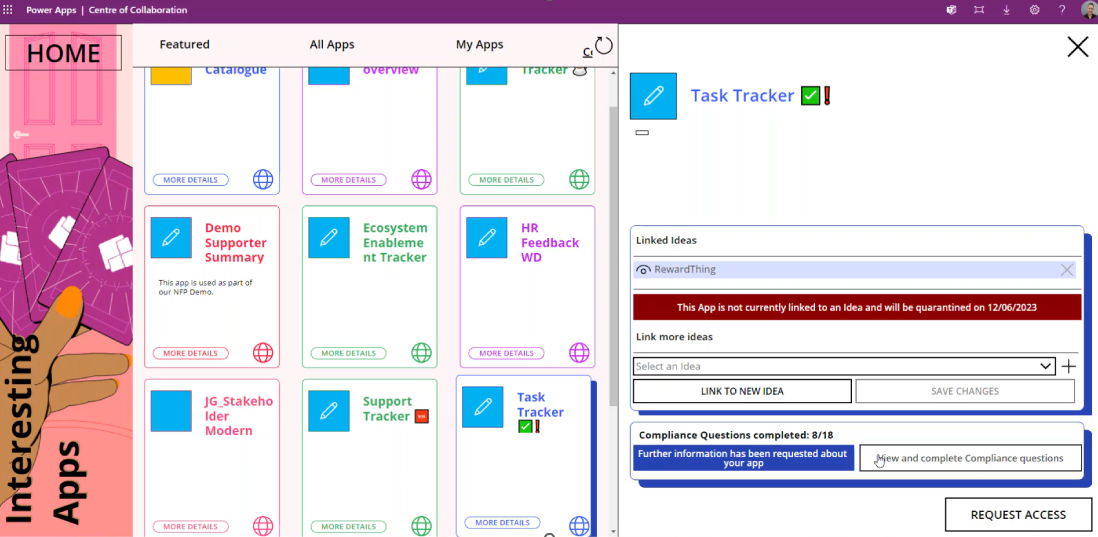 Power Apps | Centre of Collaboration
HOME
Interesting
Apps
Featured
All Apps
My Apps
Catalogue
overview
Tracker
MORE DETAILS
MORE DETAILS
MORE DETAILS
Demo
Supporter
Summary
This app is used as part of
our NFP Demo.
MORE DETAILS
Ecosystem
Enableme
nt Tracker
MORE DETAILS
HR
Feedback
WD
MORE DETAILS
JG_Stakeho
lder
Modern
MORE DETAILS
Support
Tracker
MORE DETAILS
Task
Tracker
MORE DETAILS
Task Tracker
Linked Ideas
RewardThing
This App is not currently linked to an Idea and will be quarantined on 12/06/2023
Link more ideas
Select an Idea
LINK TO NEW IDEA
SAVE CHANGES
Compliance Questions completed: 8/18
Further information has been requested about
your app
View and complete Compliance questions
REQUEST ACCESS